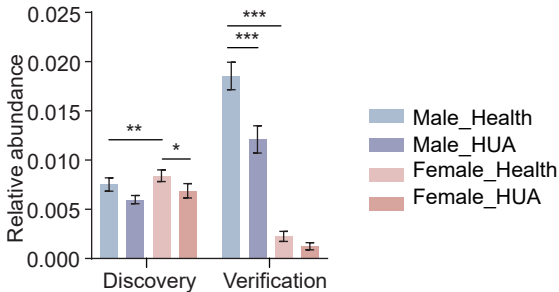 0.025
0.020
0.015
0.010
0.005
0.000
Relative abundance
**
*
***
***
Discovery
Verification
Male_Health
Male_HUA
Female_Health
Female_HUA